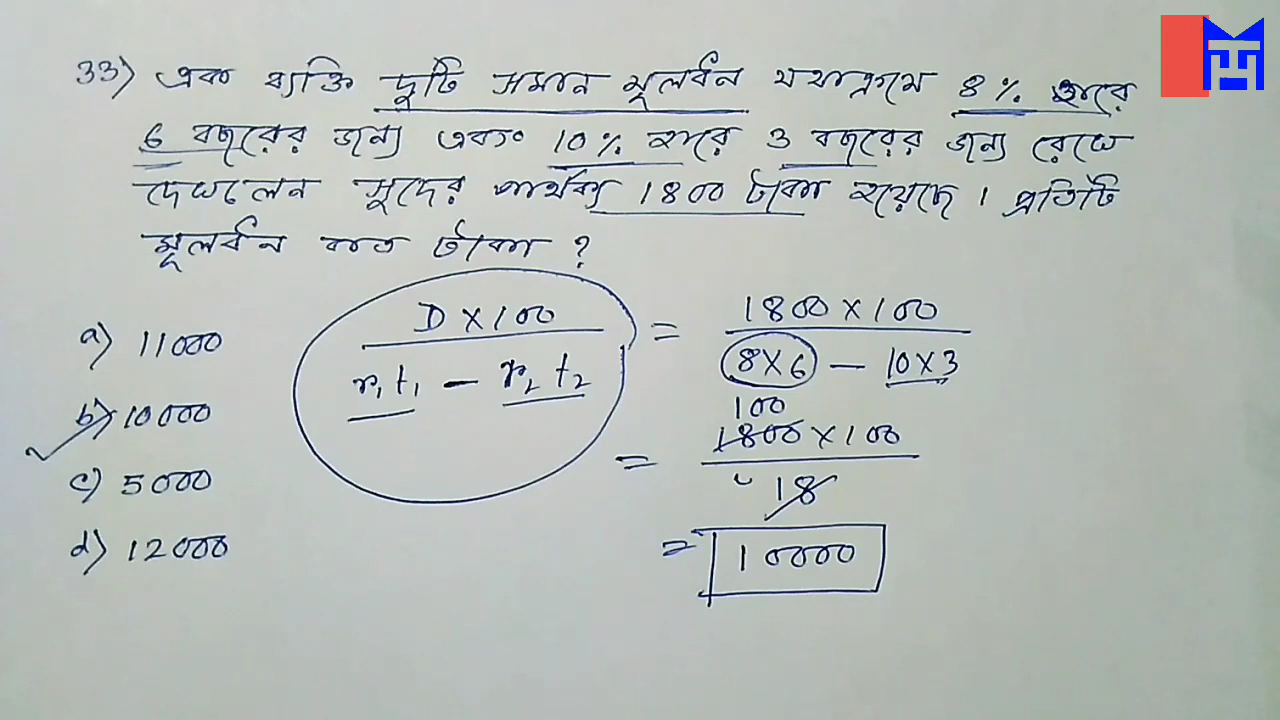 33) এক ব্যক্তি দুটি সমান মূলধন যথাক্রমে 8% হারে
6 বছরের জন্য এবং 10% হারে 3 বছরের জন্য রেখে
দেখলেন সুদের পার্থক্য 1800 টাকা হয়েছে। প্রতিটি
মূলধন কত টাকা ?
D × 100 = 1800 × 100
r₁ t₁ − r₂ t₂
8×6 − 10×3
a) 11000
b) 10000
c) 5000
d) 12000
100
= 1800 × 100
18
= 10000